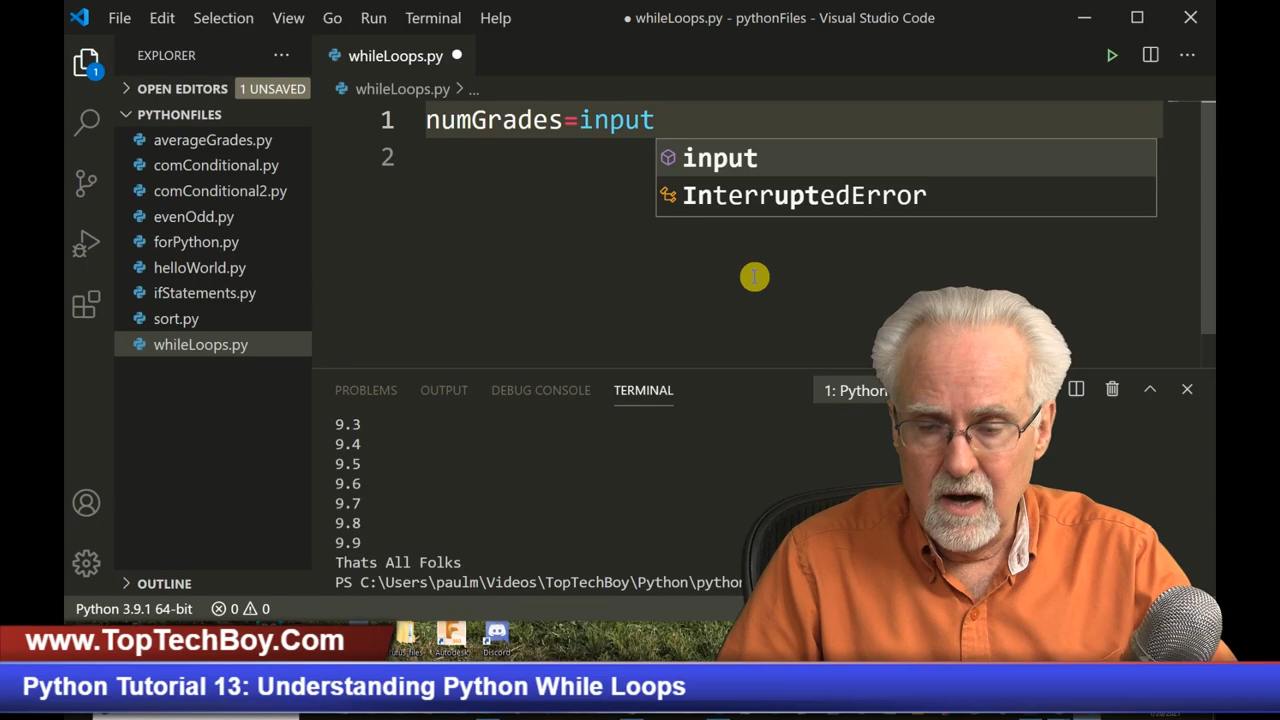 File Edit Selection View Go Run Terminal Help
● whileLoops.py - pythonFiles - Visual Studio Code
EXPLORER
whileLoops.py
1
OPEN EDITORS
1 UNSAVED
whileLoops.py > ...
PYTHONFILES
averageGrades.py
comConditional.py
comConditional2.py
evenOdd.py
forPython.py
helloWorld.py
ifStatements.py
sort.py
whileLoops.py
OUTLINE
1 numGrades=input
2
input
InterruptedError
PROBLEMS OUTPUT DEBUG CONSOLE TERMINAL
1: Python
9.3
9.4
9.5
9.6
9.7
9.8
9.9
Thats All Folks
PS C:\Users\paulm\Videos\TopTechBoy\Python\python
Python 3.9.1 64-bit
0
0
Autodesk
Discord
www.TopTechBoy.Com
Python Tutorial 13: Understanding Python While Loops